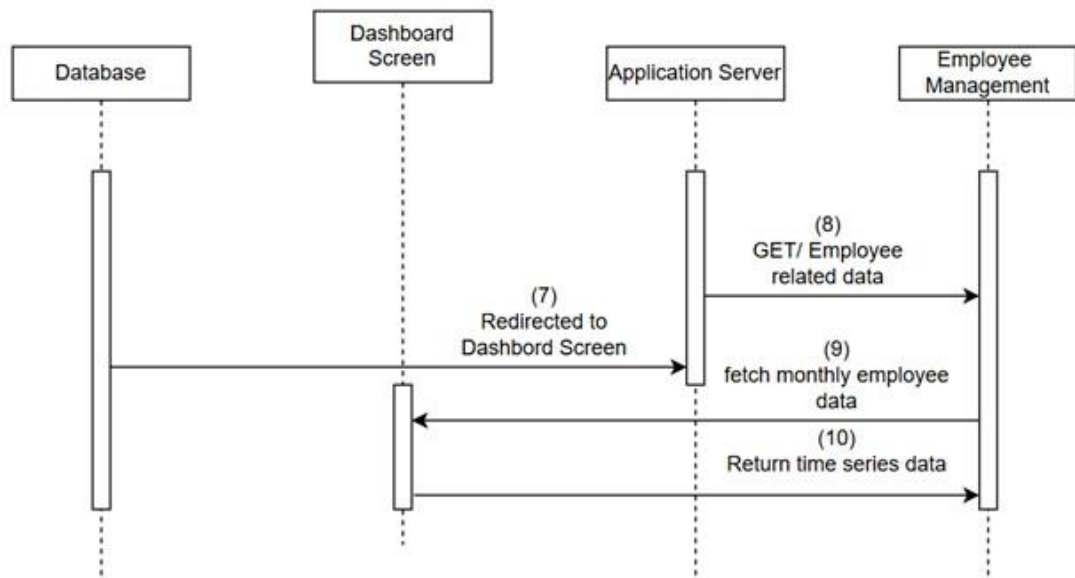 Database
Dashboard
Screen
Application Server
Employee
Management
(8)
GET/ Employee
related data
(7)
Redirected to
Dashbord Screen
(9)
fetch monthly employee
data
(10)
Return time series data